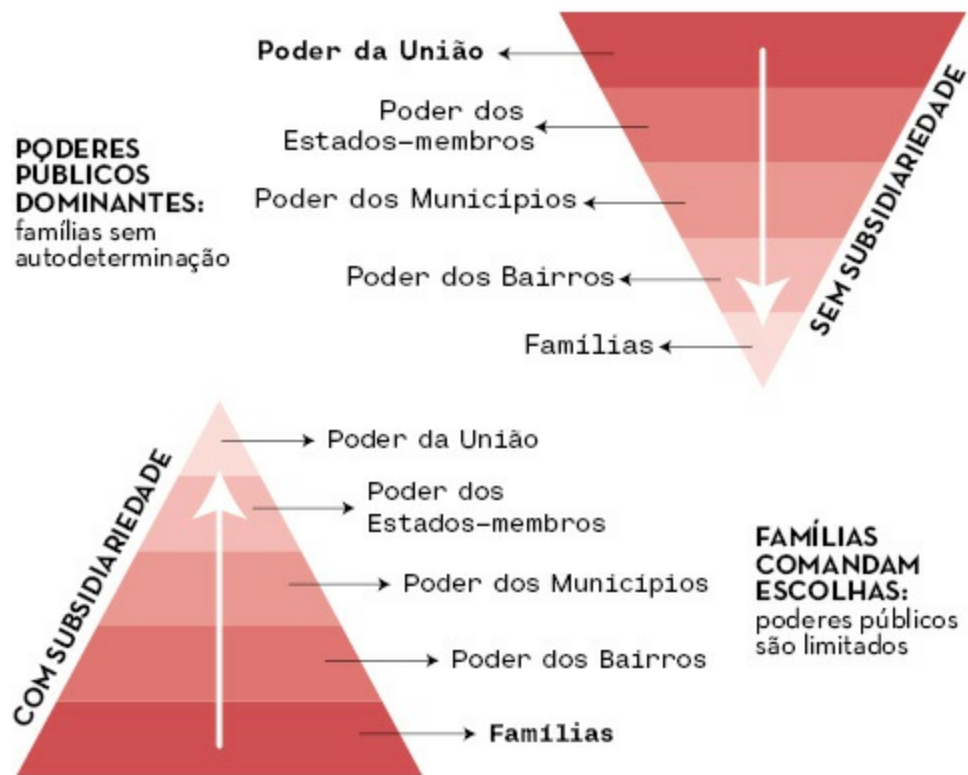 Poder da União
Poder dos
Estados-membros
PODERES
PÚBLICOS
DOMINANTES:
famílias sem
autodeterminação
Poder dos Municípios
Poder dos Bairros
Famílias
SEM SUBSIDIARIEDADE
COM SUBSIDIARIEDADE
Poder da União
Poder dos
Estados-membros
Poder dos Municípios
Poder dos Bairros
Famílias
FAMÍLIAS
COMANDAM
ESCOLHAS:
poderes públicos
são limitados